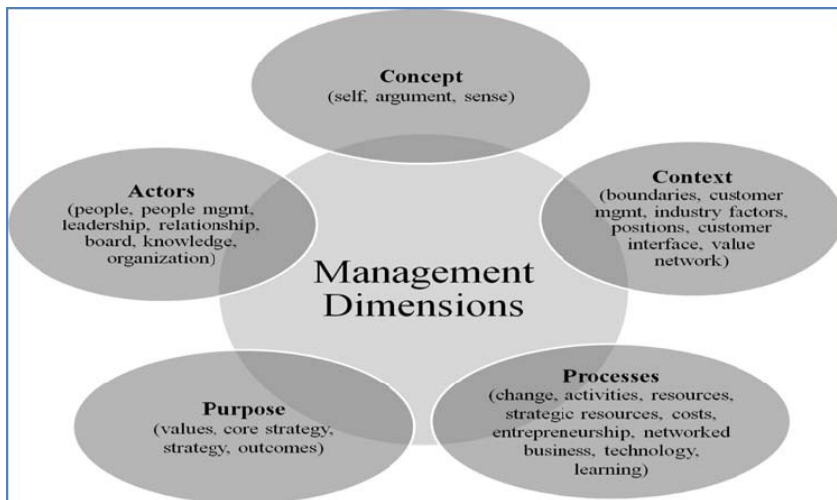 Concept
(self, argument, sense)
Actors
(people, people mgmt,
leadership, relationship,
board, knowledge,
organization)
Context
(boundaries, customer
mgmt, industry factors,
positions, customer
interface, value
network)
Management
Dimensions
Purpose
(values, core strategy,
strategy, outcomes)
Processes
(change, activities, resources,
strategic resources, costs,
entrepreneurship, networked
business, technology,
learning)